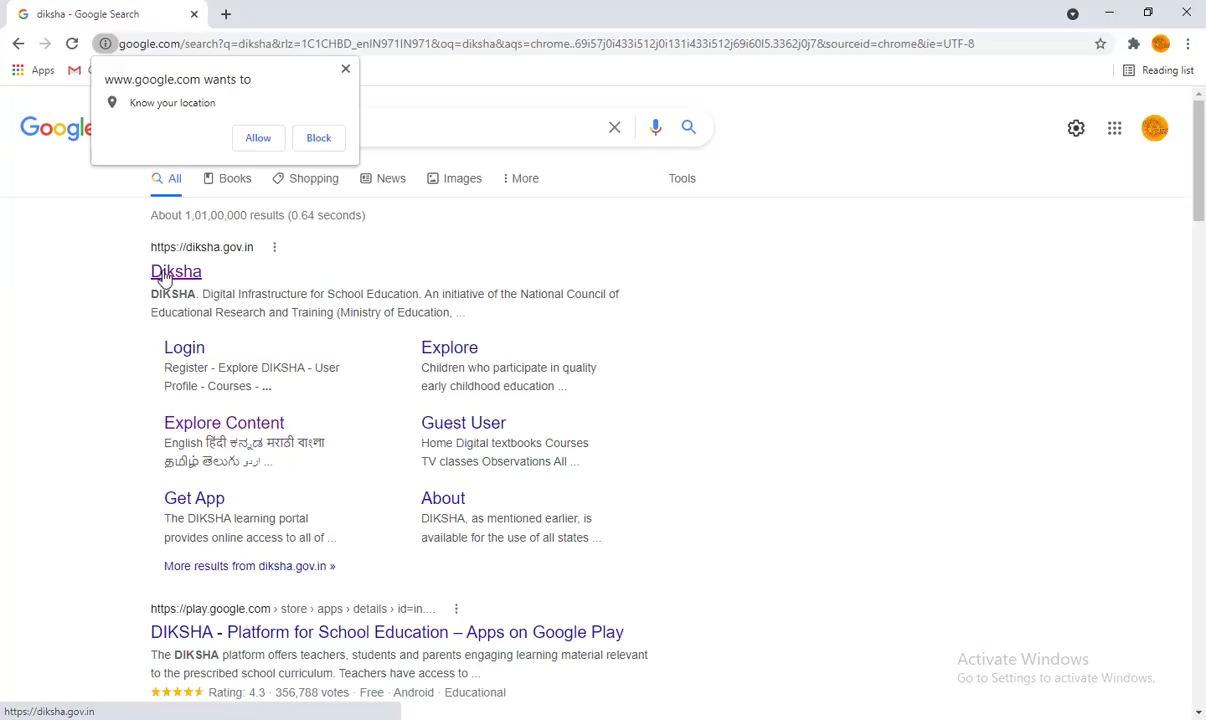 diksha - Google Search
google.com/search?q=diksha&rlz=1C1CHBD_enIN971IN971&oq=diksha&aqs=chrome..69i57j0i433i512j0i131i433i512j69i60l5.3362j0j7&sourceid=chrome&ie=UTF-8
Apps
Reading list
www.google.com wants to
Know your location
Allow Block
Google
All Books Shopping News Images More Tools
About 1,01,00,000 results (0.64 seconds)
https://diksha.gov.in
Diksha
DIKSHA. Digital Infrastructure for School Education. An initiative of the National Council of
Educational Research and Training (Ministry of Education, ...
Login
Register - Explore DIKSHA - User
Profile - Courses - ...
Explore
Children who participate in quality
early childhood education ...
Explore Content
English हिंदी ಕನ್ನಡ मराठी বাংলা
தமிழ் తెలుగు اردو ...
Guest User
Home Digital textbooks Courses
TV classes Observations All ...
Get App
The DIKSHA learning portal
provides online access to all of ...
About
DIKSHA, as mentioned earlier, is
available for the use of all states ...
More results from diksha.gov.in »
https://play.google.com › store › apps › details › id=in....
DIKSHA - Platform for School Education – Apps on Google Play
The DIKSHA platform offers teachers, students and parents engaging learning material relevant
to the prescribed school curriculum. Teachers have access to ...
Rating: 4.3 · 356,788 votes · Free · Android · Educational
Activate Windows
Go to Settings to activate Windows.
https://diksha.gov.in